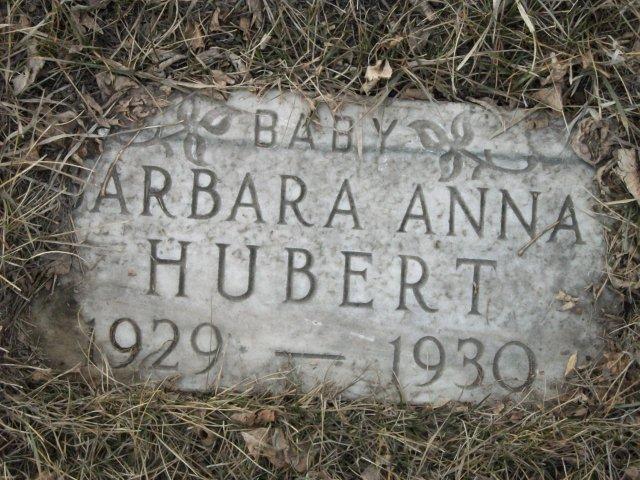 BABY
ARBARA ANNA
HUBERT
1929 — 1930